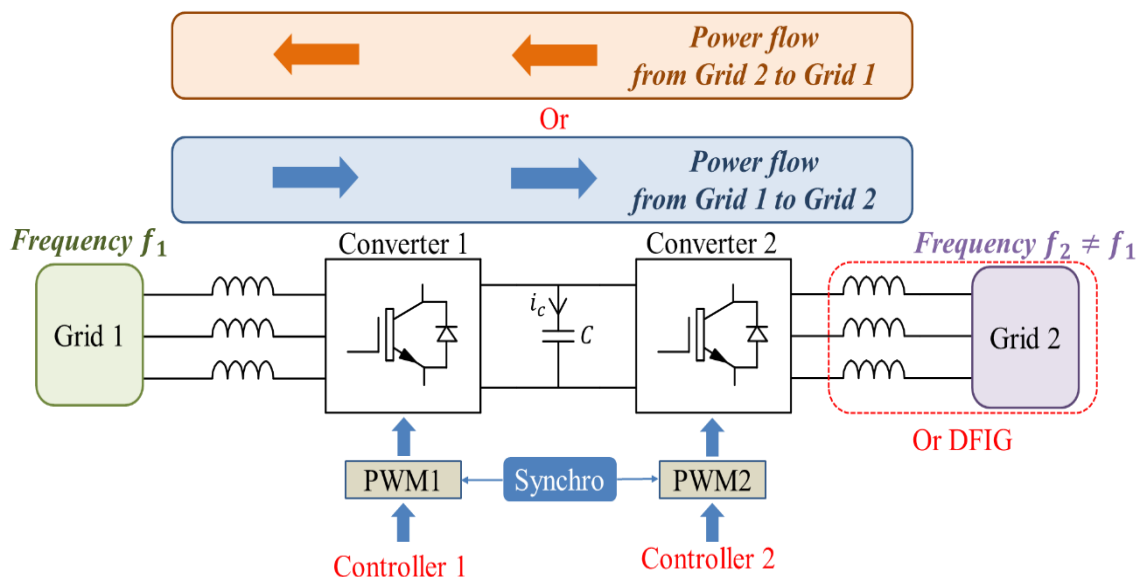 Power flow
from Grid 2 to Grid 1
Or
Power flow
from Grid 1 to Grid 2
Frequency f₁
Converter 1
Converter 2
Frequency f₂ ≠ f₁
Grid 1
i_c
C
Grid 2
Or DFIG
PWM1
Synchro
PWM2
Controller 1
Controller 2